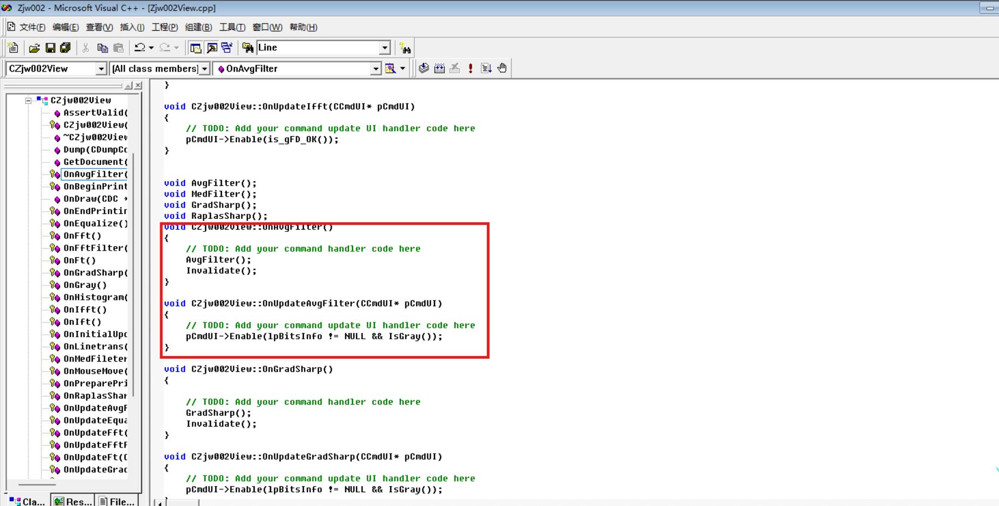 Zjw002 - Microsoft Visual C++ - [Zjw002View.cpp]
文件(F) 编辑(E) 查看(V) 插入(I) 工程(P) 组建(B) 工具(T) 窗口(W) 帮助(H)
Line
CZjw002View [All class members] OnAvgFilter
CZjw002View
AssertValid(
CZjw002View(
~CZjw002View
Dump(CDumpCo
GetDocument(
OnAvgFilter(
OnBeginPrint
OnDraw(CDC *
OnEndPrintin
OnEqualize()
OnFft()
OnFftFilter(
OnFt()
OnGradSharp(
OnGray()
OnHistogram(
OnIfft()
OnIft()
OnInitialUpd
OnLinetrans(
OnMedFileter
OnMouseMove(
OnPreparePri
OnRaplasShar
OnUpdateAvgF
OnUpdateEqua
OnUpdateFft(
OnUpdateFftF
OnUpdateFt(C
OnUpdateGrad
Cla... Res... File...
}
void CZjw002View::OnUpdateIfft(CCmdUI* pCmdUI)
{
// TODO: Add your command update UI handler code here
pCmdUI->Enable(is_gFD_OK());
}
void AvgFilter();
void MedFilter();
void GradSharp();
void RaplasSharp();
void CZjw002View::OnAvgFilter()
{
// TODO: Add your command handler code here
AvgFilter();
Invalidate();
}
void CZjw002View::OnUpdateAvgFilter(CCmdUI* pCmdUI)
{
// TODO: Add your command update UI handler code here
pCmdUI->Enable(lpBitsInfo != NULL && IsGray());
}
void CZjw002View::OnGradSharp()
{
// TODO: Add your command handler code here
GradSharp();
Invalidate();
}
void CZjw002View::OnUpdateGradSharp(CCmdUI* pCmdUI)
{
// TODO: Add your command update UI handler code here
pCmdUI->Enable(lpBitsInfo != NULL && IsGray());